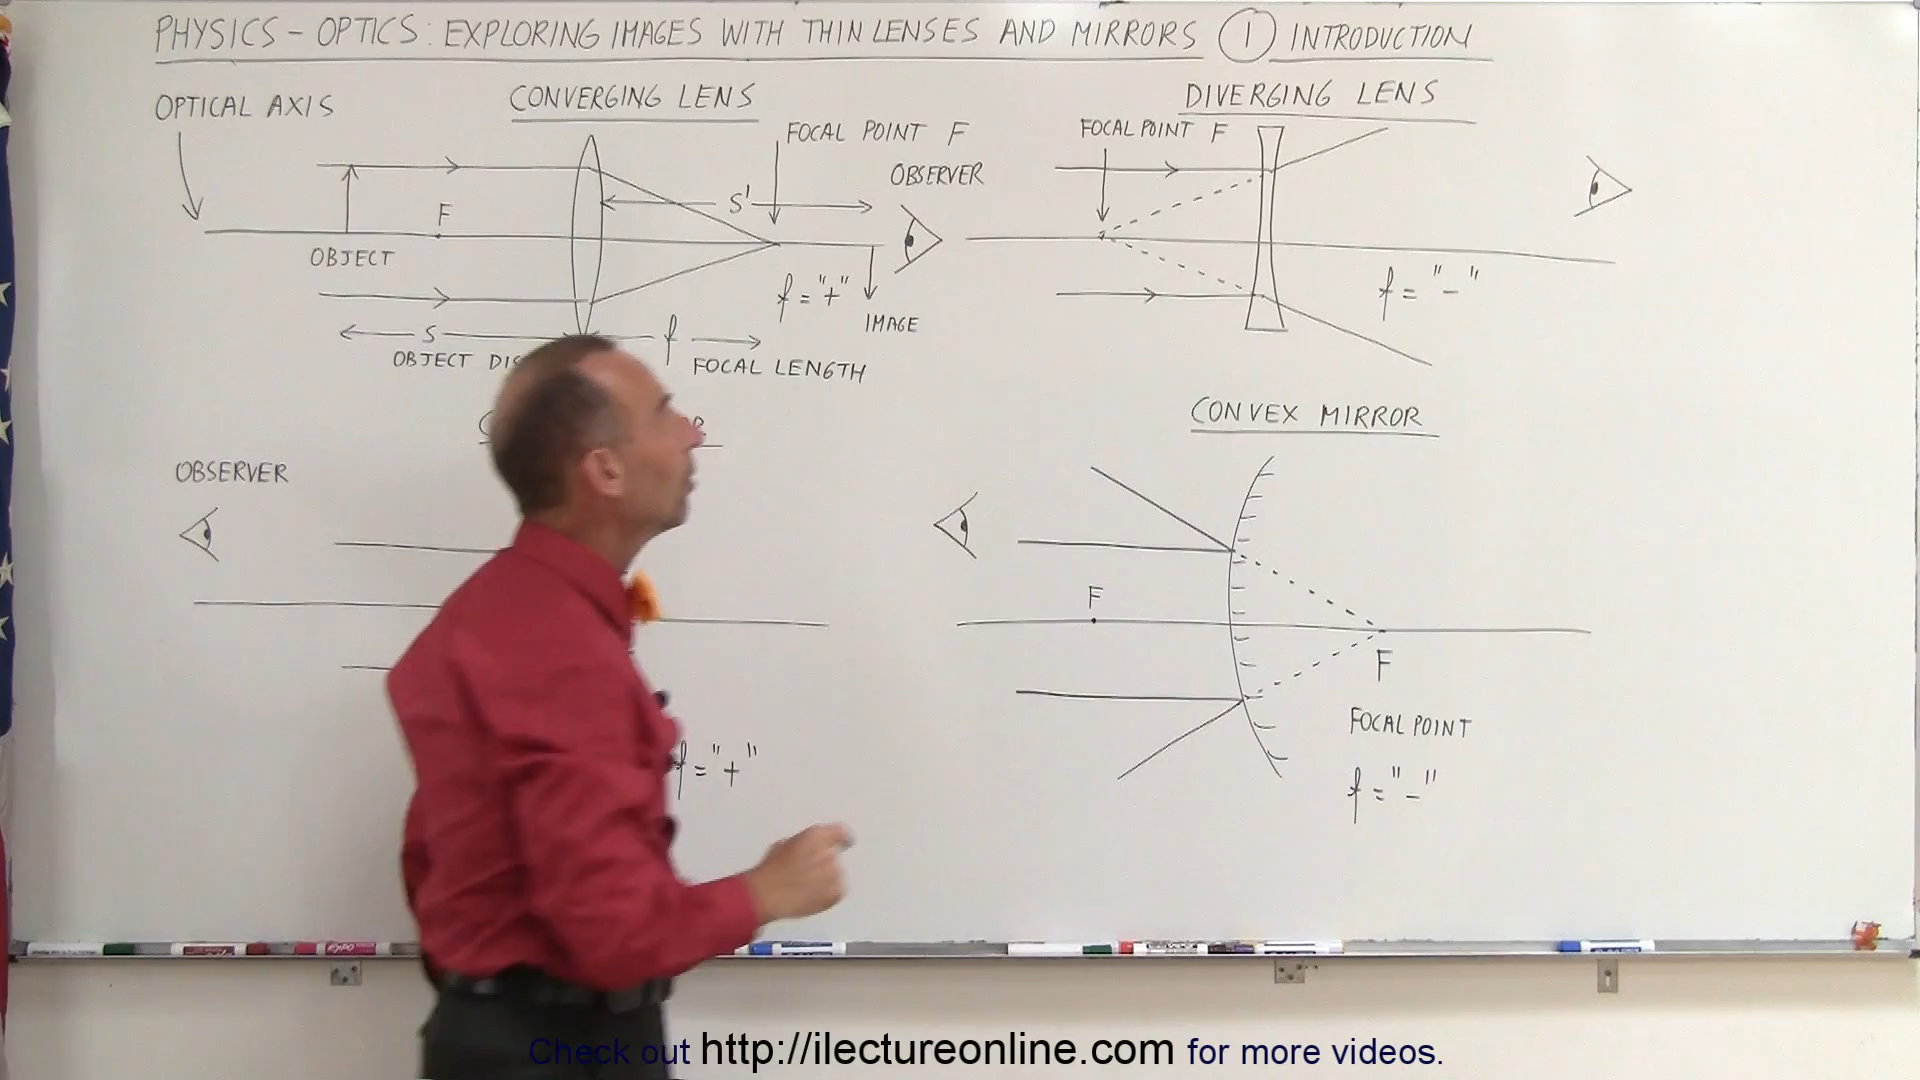 PHYSICS - OPTICS: EXPLORING IMAGES WITH THIN LENSES AND MIRRORS 1 INTRODUCTION
OPTICAL AXIS
CONVERGING LENS
FOCAL POINT F
OBSERVER
S'
F
OBJECT
f = "+"
IMAGE
S
f
OBJECT
FOCAL LENGTH
DIVERGING LENS
FOCAL POINT F
f = "-"
OBSERVER
f = "+"
CONVEX MIRROR
F
F
FOCAL POINT
f = "-"
EXPO
Check out http://ilectureonline.com for more videos.